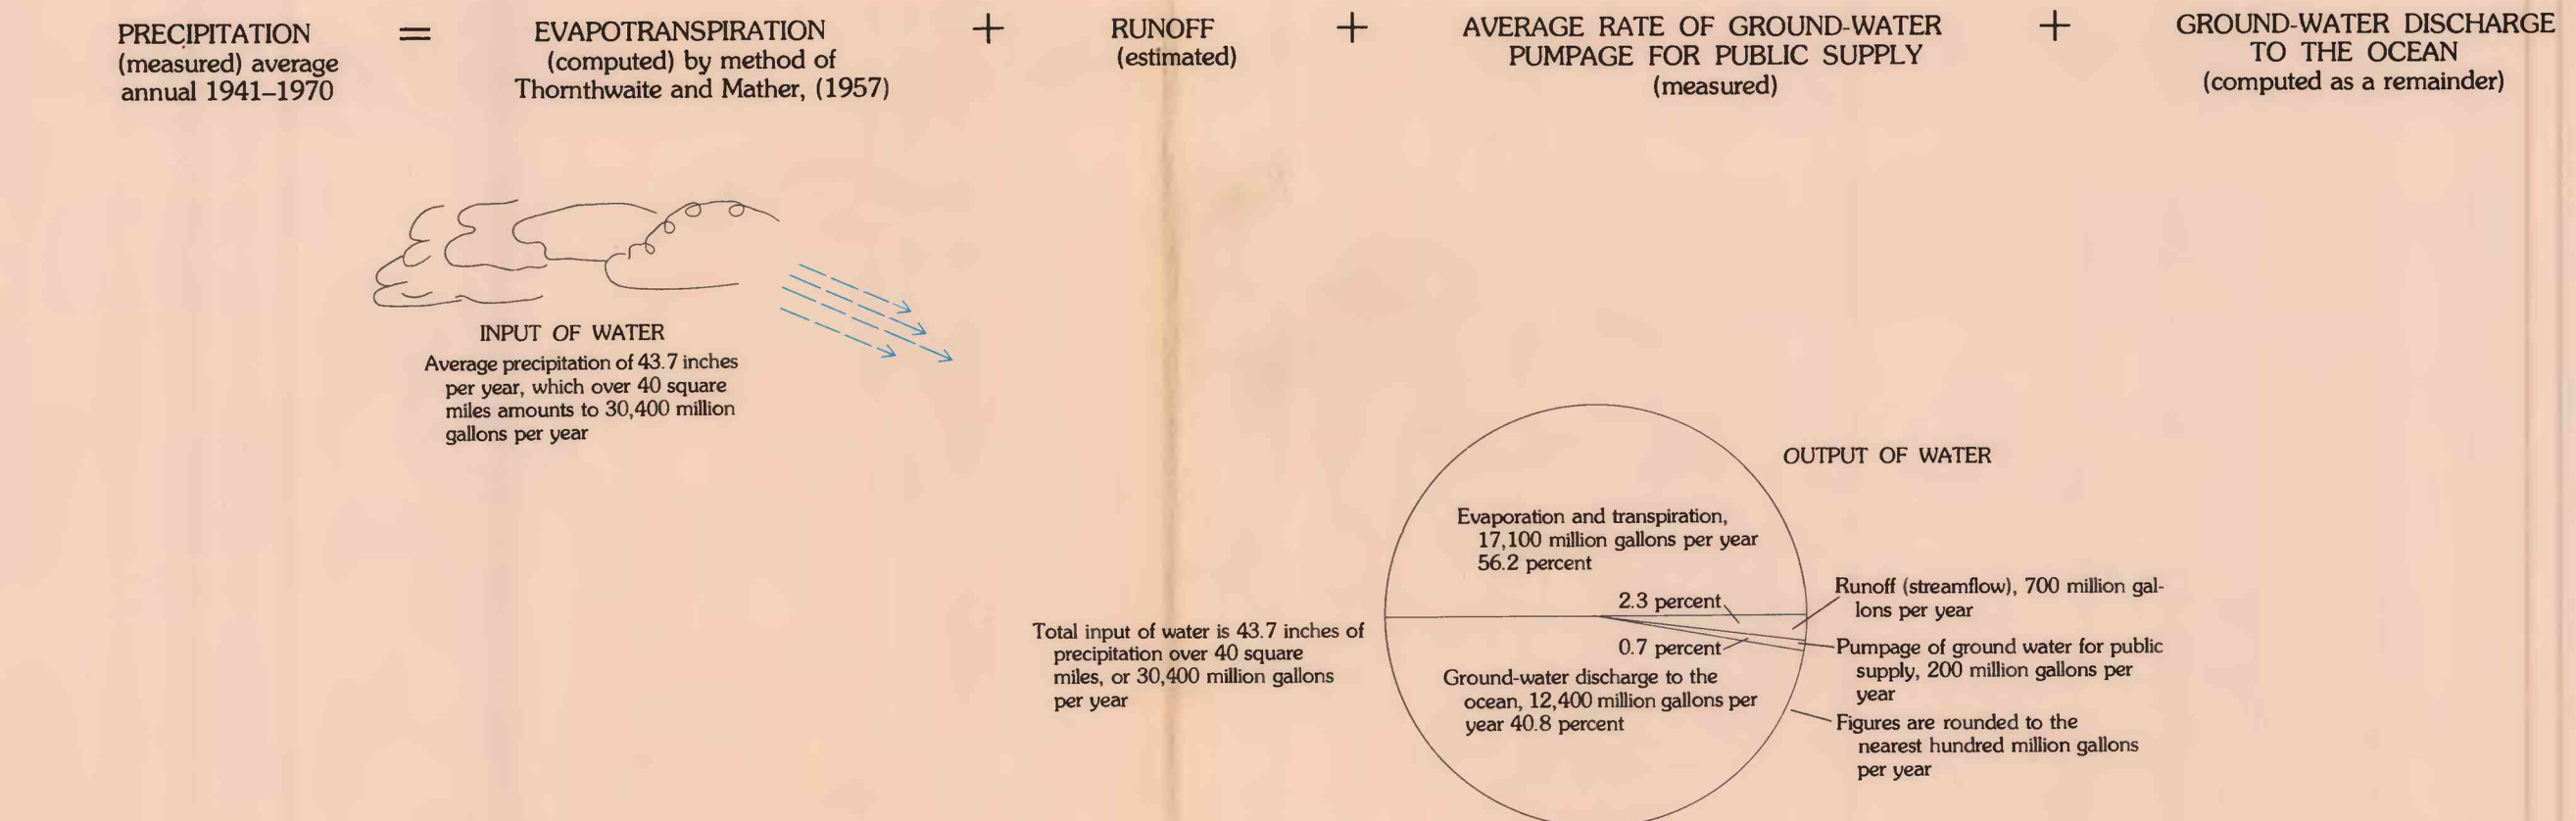 PRECIPITATION
(measured) average
annual 1941–1970
=
EVAPOTRANSPIRATION
(computed) by method of
Thornthwaite and Mather, (1957)
+
RUNOFF
(estimated)
+
AVERAGE RATE OF GROUND-WATER
PUMPAGE FOR PUBLIC SUPPLY
(measured)
+
GROUND-WATER DISCHARGE
TO THE OCEAN
(computed as a remainder)
INPUT OF WATER
Average precipitation of 43.7 inches
per year, which over 40 square
miles amounts to 30,400 million
gallons per year
OUTPUT OF WATER
Evaporation and transpiration,
17,100 million gallons per year
56.2 percent
2.3 percent
Runoff (streamflow), 700 million gal-
lons per year
Total input of water is 43.7 inches of
precipitation over 40 square
miles, or 30,400 million gallons
per year
0.7 percent
Pumpage of ground water for public
supply, 200 million gallons per
year
Ground-water discharge to the
ocean, 12,400 million gallons per
year 40.8 percent
Figures are rounded to the
nearest hundred million gallons
per year